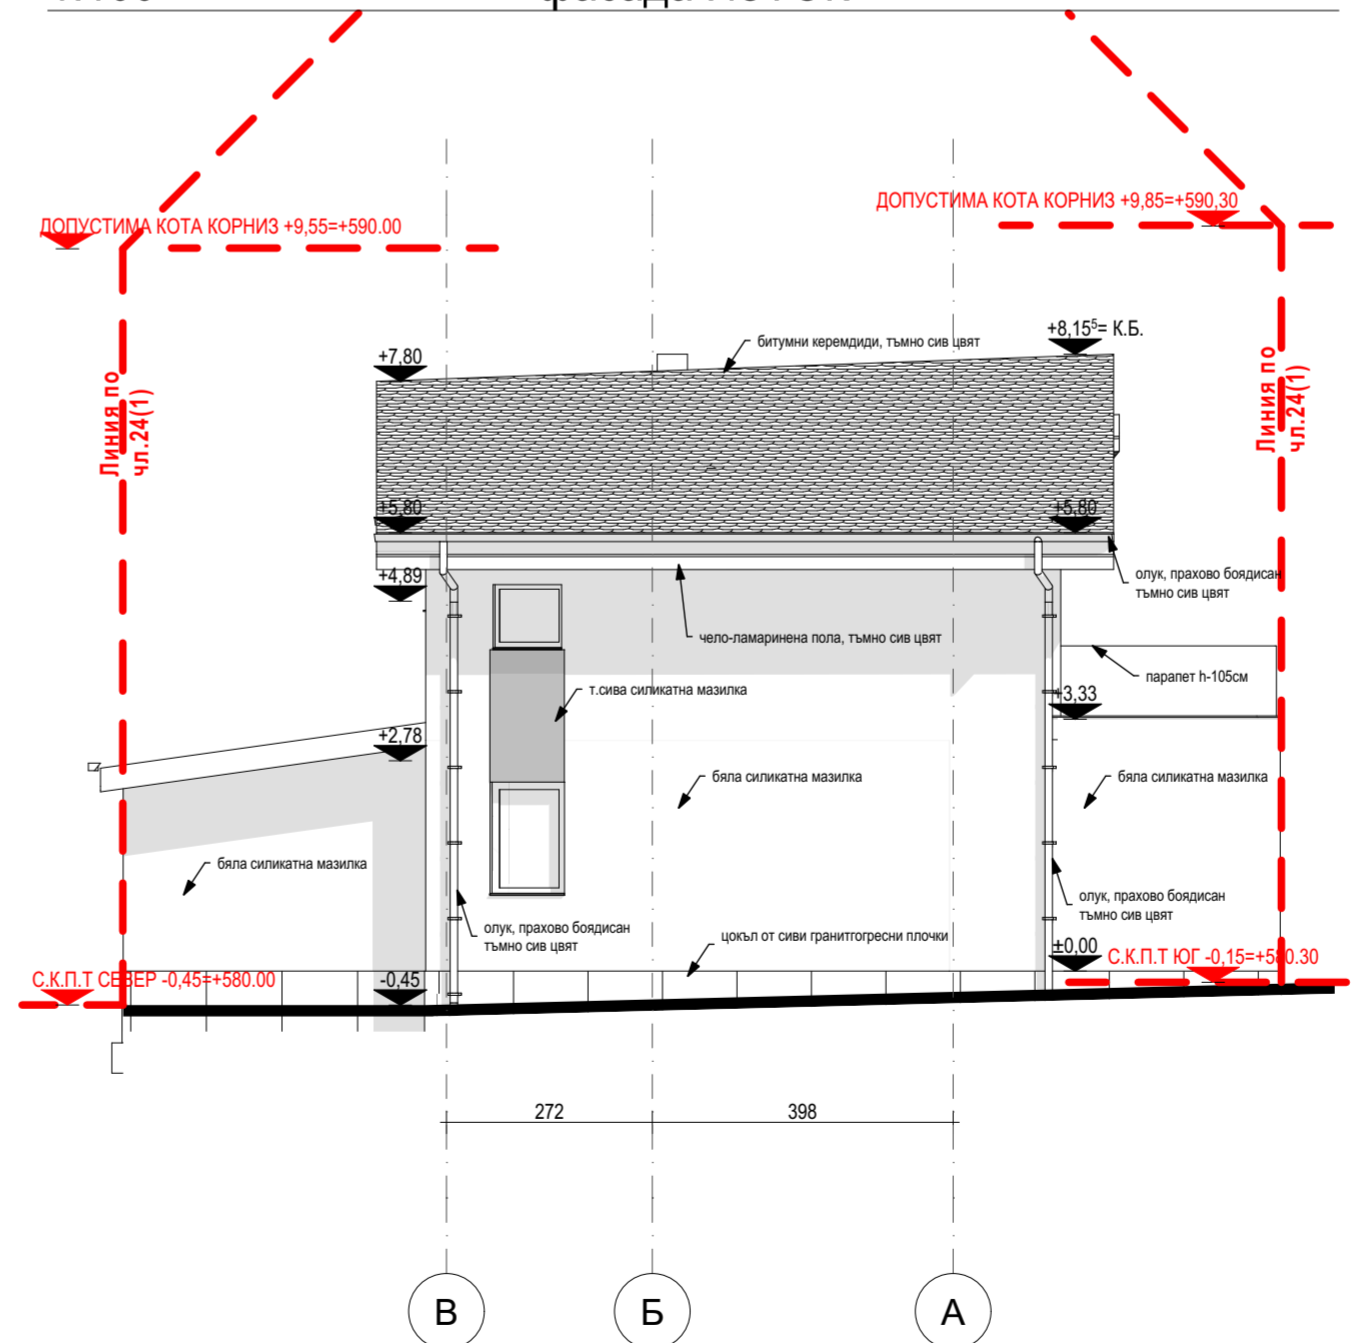 ДОПУСТИМА КОТА КОРНИЗ +9,85=+590,30
ДОПУСТИМА КОТА КОРНИЗ +9,55=+590.00
+8,15⁵= К.Б.
битумни керемдиди, тъмно сив цвят
+7,80
Линия по
чл.24(1)
Линия по
чл.24(1)
+5,80
+5,80
+4,89
олук, прахово боядисан
тъмно сив цвят
чело-ламаринена пола, тъмно сив цвят
парапет h-105см
т.сива силикатна мазилка
+3,33
+2,78
бяла силикатна мазилка
бяла силикатна мазилка
бяла силикатна мазилка
олук, прахово боядисан
тъмно сив цвят
олук, прахово боядисан
тъмно сив цвят
цокъл от сиви гранитгогресни плочки
±0,00
С.К.П.Т ЮГ -0,15=+580.30
С.К.П.Т СЕВЕР -0,45=+580.00
-0,45
272
398
В
Б
А